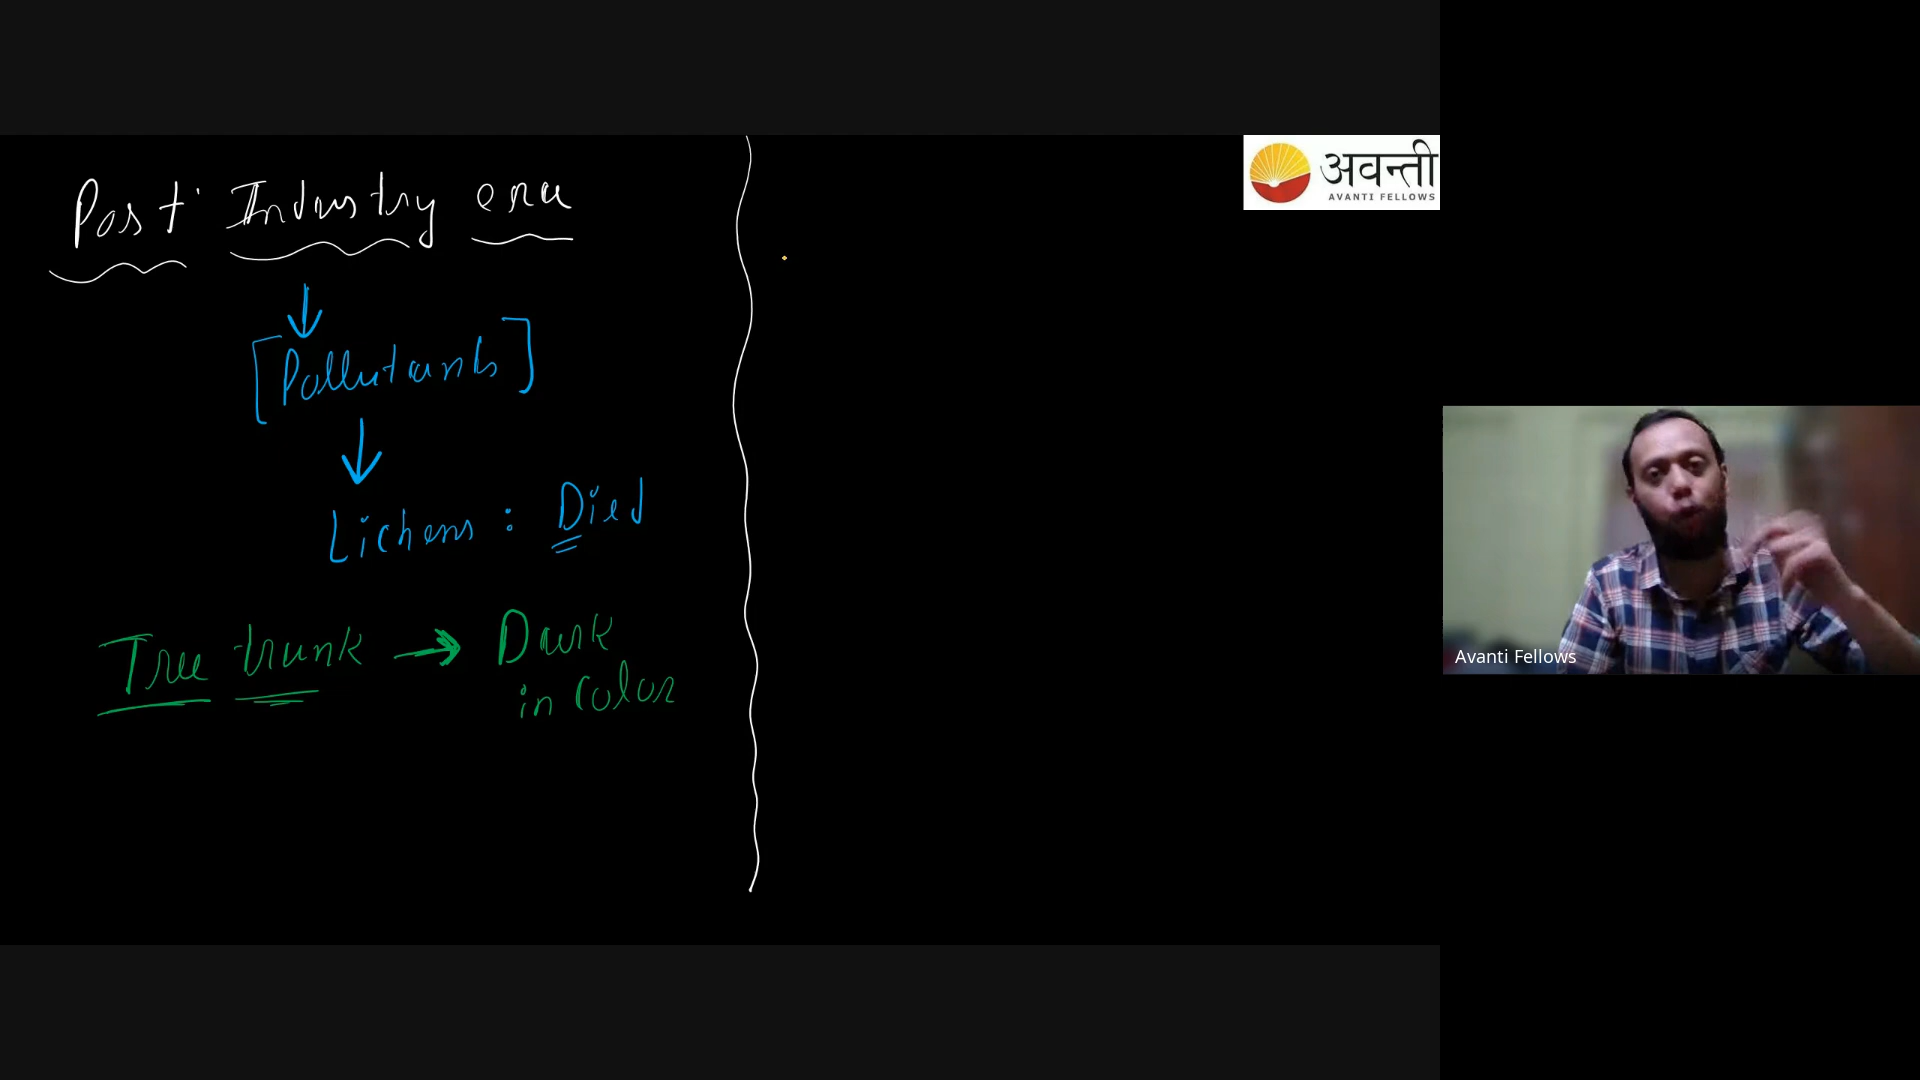 Post Industry era
[Pollutants]
Lichens : Died
Tree trunk → Dark
in color
अवन्ती
AVANTI FELLOWS
Avanti Fellows